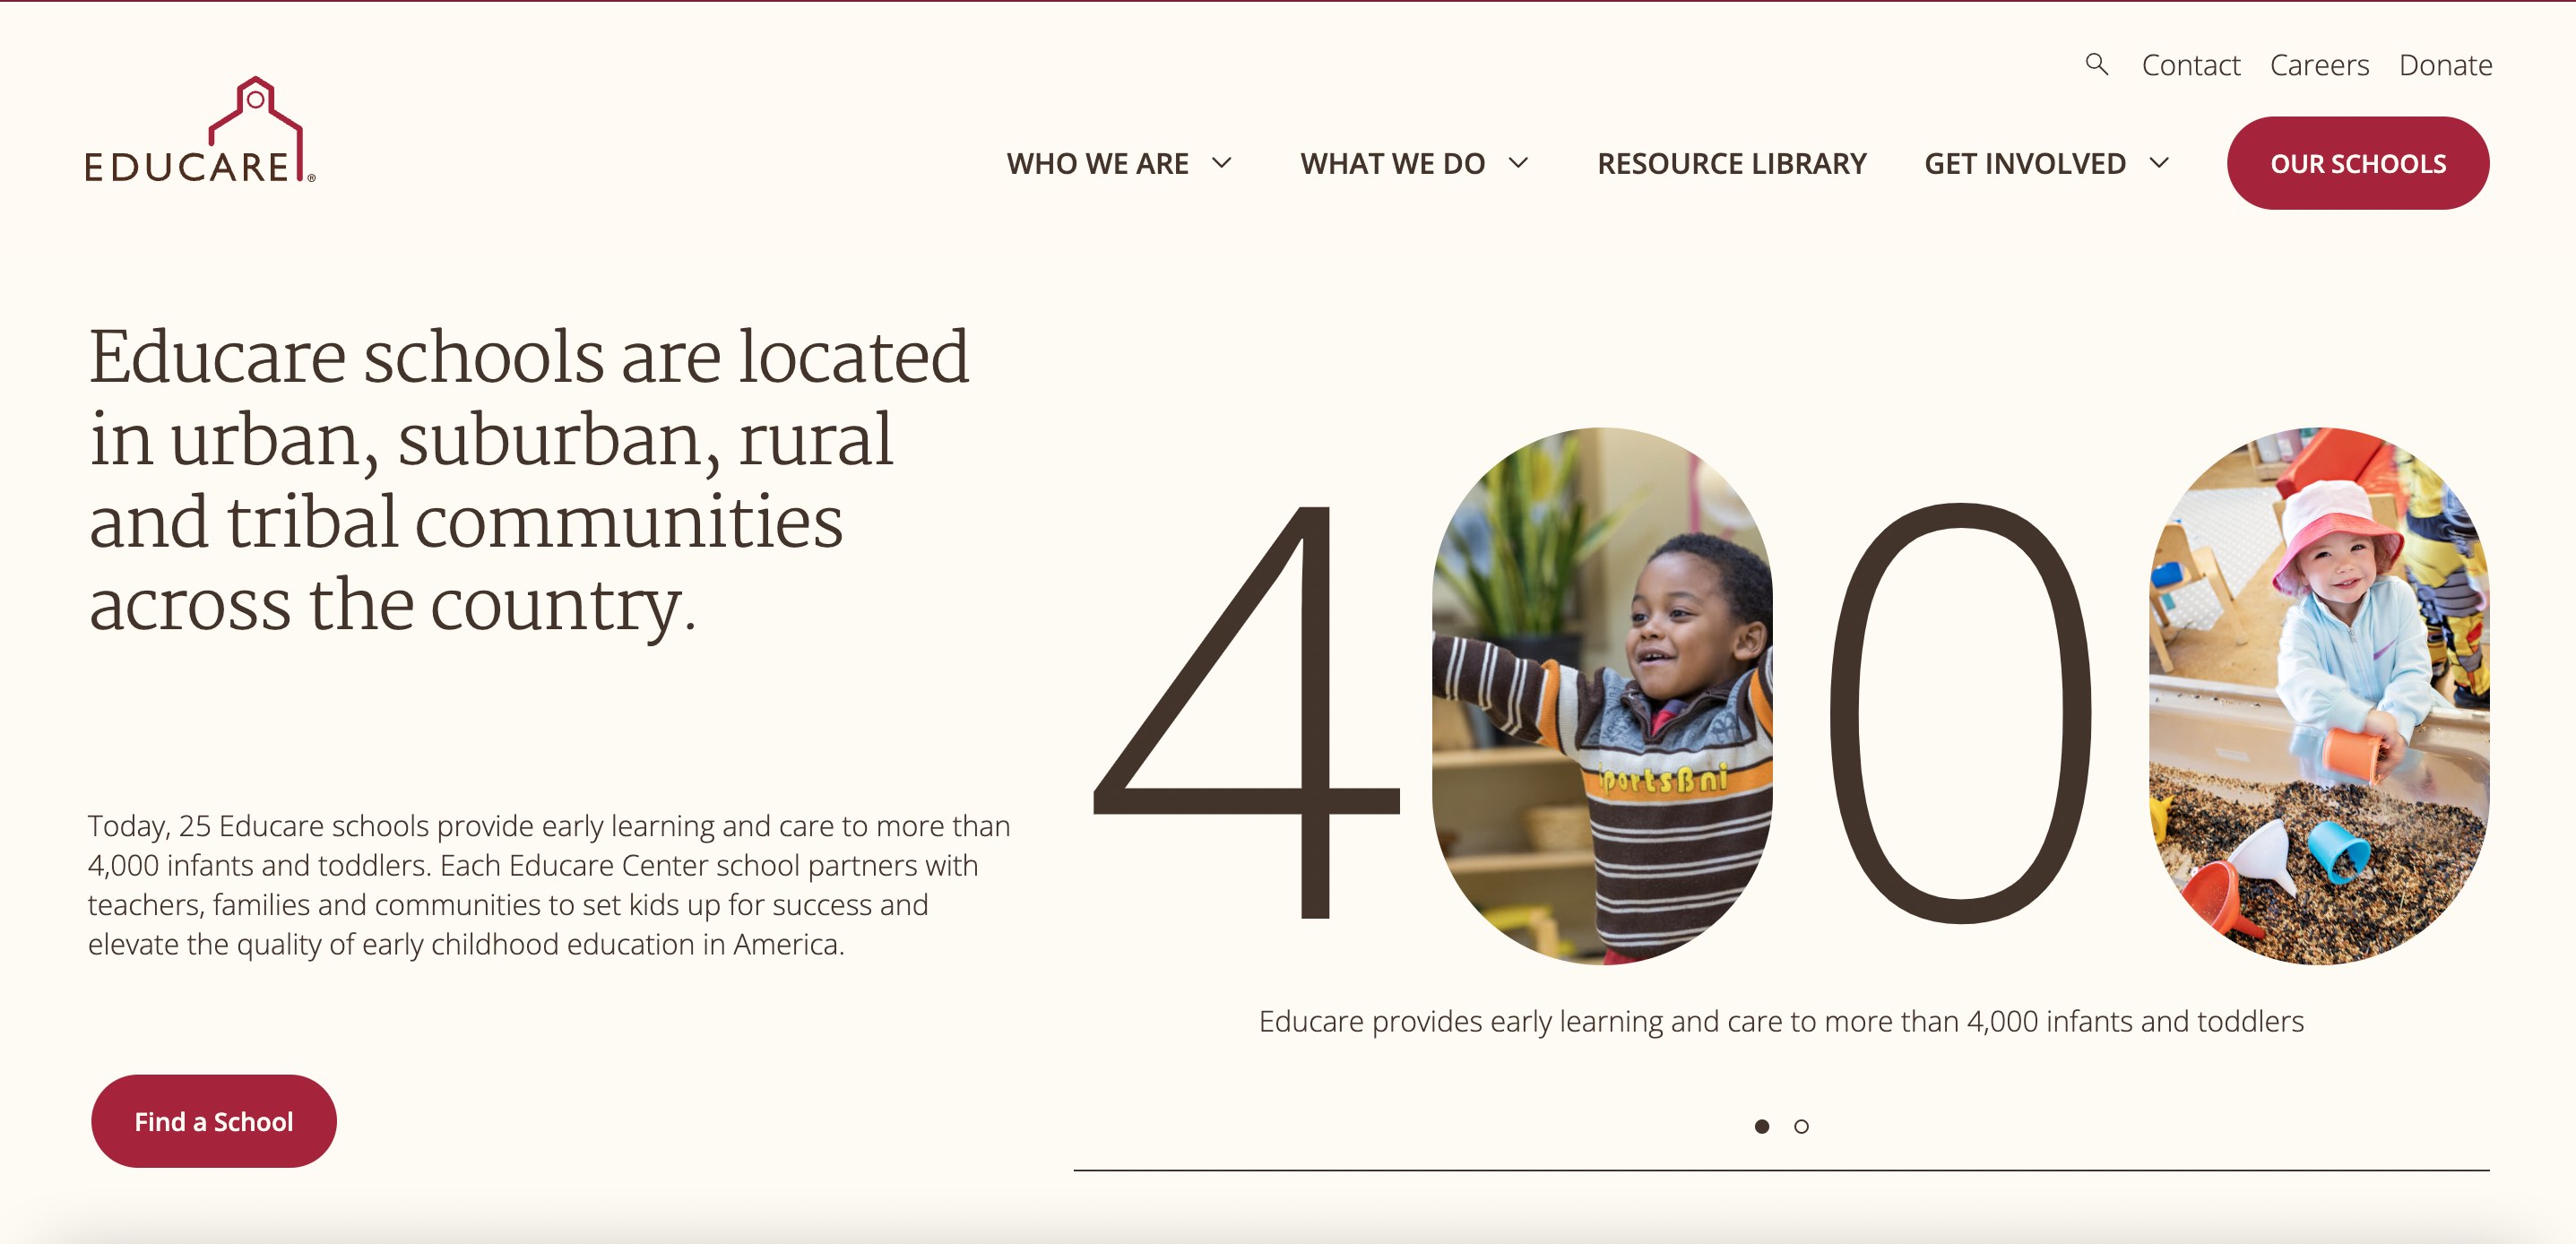 Contact Careers Donate
EDUCARE®
WHO WE ARE WHAT WE DO RESOURCE LIBRARY GET INVOLVED OUR SCHOOLS
Educare schools are located
in urban, suburban, rural
and tribal communities
across the country.
Today, 25 Educare schools provide early learning and care to more than
4,000 infants and toddlers. Each Educare Center school partners with
teachers, families and communities to set kids up for success and
elevate the quality of early childhood education in America.
Find a School
4 0
portsBni
Educare provides early learning and care to more than 4,000 infants and toddlers